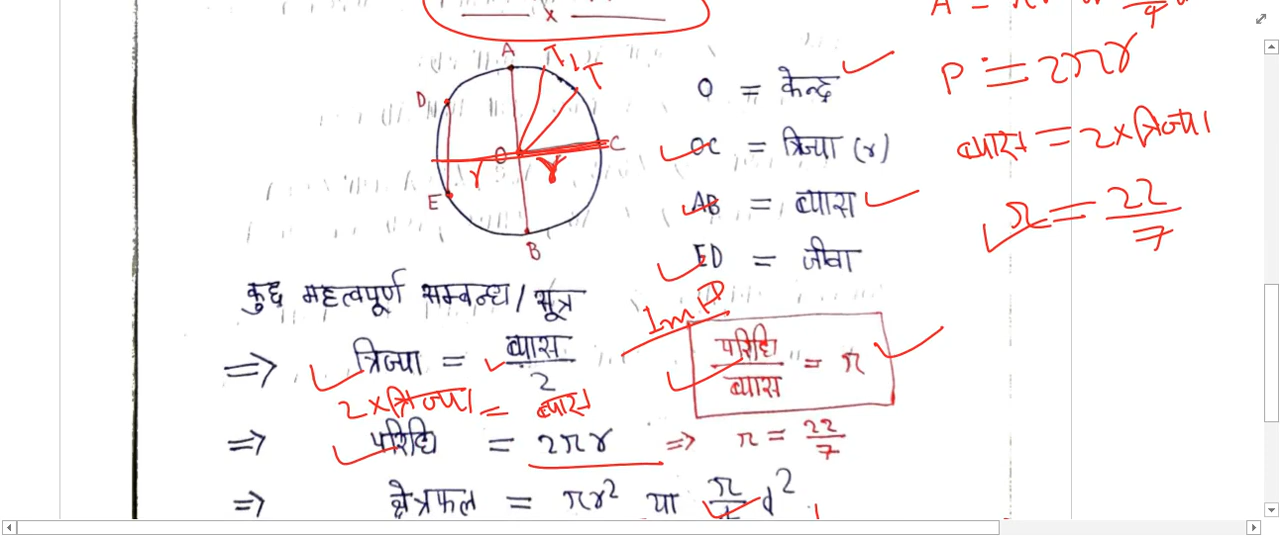 x
A
T1 T
D
O
r r
C
E
B
O = केन्द्र
OC = त्रिज्या (r)
AB = व्यास
ED = जीवा
P = 2πr
व्यास = 2×त्रिज्या
π = 22/7
कुछ महत्वपूर्ण सम्बन्ध / सूत्र
Imp
⇒ त्रिज्या = व्यास/2
2×त्रिज्या = व्यास
परिधि/व्यास = π
⇒ परिधि = 2πr ⇒ π = 22/7
⇒ क्षेत्रफल = πr² या π/4 d²